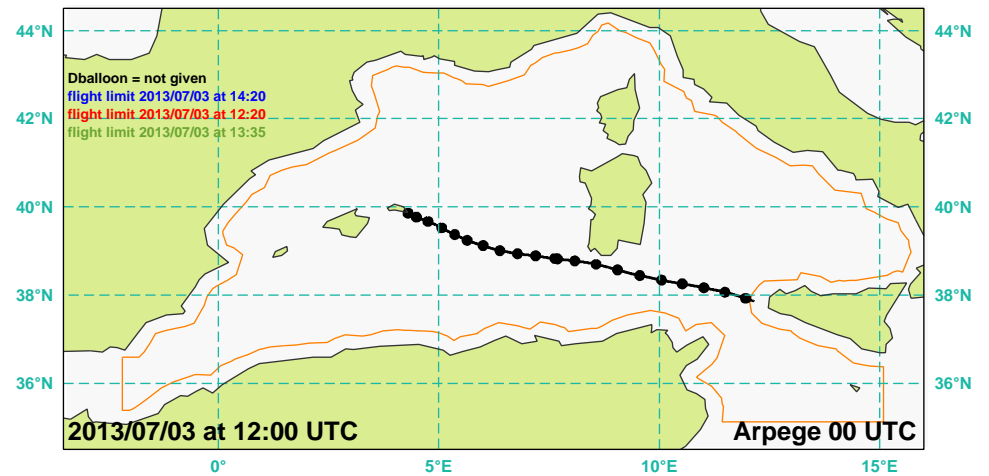 44°N 44°N
Dballoon = not given
flight limit 2013/07/03 at 14:20
flight limit 2013/07/03 at 12:20
42°N 42°N
flight limit 2013/07/03 at 13:35
40°N 40°N
38°N 38°N
36°N 36°N
2013/07/03 at 12:00 UTC Arpege 00 UTC
0° 5°E 10°E 15°E